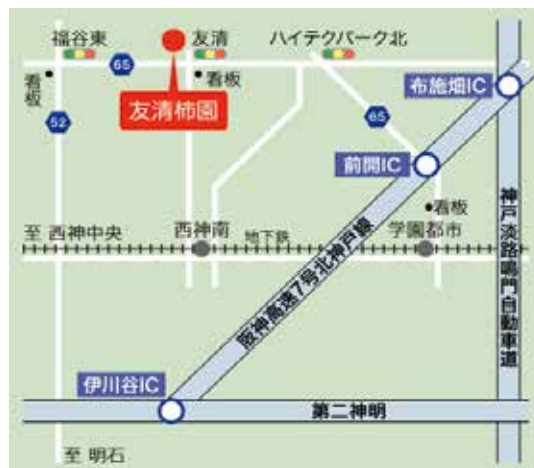 福谷東
友清
ハイテクパーク北
65
看板
看板
友清柿園
布施畑IC
52
65
前開IC
看板
至 西神中央
西神南
地下鉄
学園都市
神戸淡路鳴門自動車道
阪神高速7号北神戸線
伊川谷IC
第二神明
至 明石